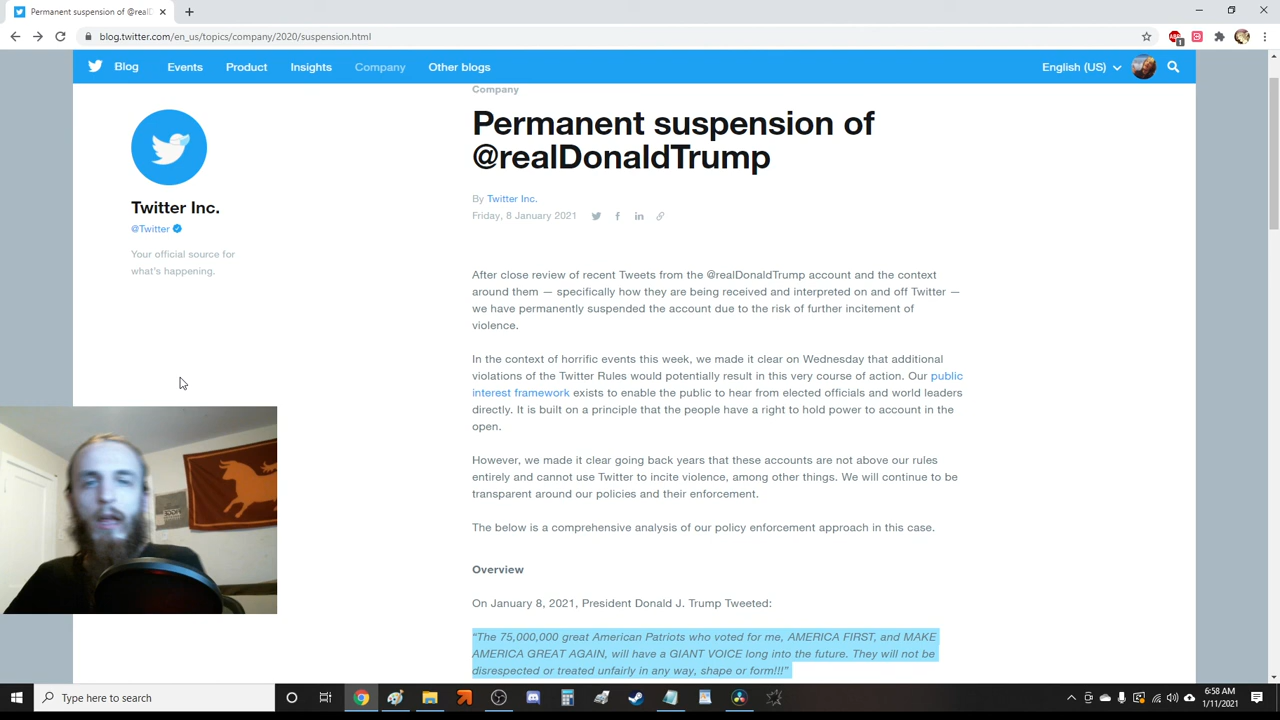 Permanent suspension of @realD
blog.twitter.com/en_us/topics/company/2020/suspension.html
Blog Events Product Insights Company Other blogs English (US)
Company
Permanent suspension of
@realDonaldTrump
By Twitter Inc.
Friday, 8 January 2021
Twitter Inc.
@Twitter
Your official source for
what's happening.
After close review of recent Tweets from the @realDonaldTrump account and the context
around them — specifically how they are being received and interpreted on and off Twitter —
we have permanently suspended the account due to the risk of further incitement of
violence.
In the context of horrific events this week, we made it clear on Wednesday that additional
violations of the Twitter Rules would potentially result in this very course of action. Our public
interest framework exists to enable the public to hear from elected officials and world leaders
directly. It is built on a principle that the people have a right to hold power to account in the
open.
However, we made it clear going back years that these accounts are not above our rules
entirely and cannot use Twitter to incite violence, among other things. We will continue to be
transparent around our policies and their enforcement.
The below is a comprehensive analysis of our policy enforcement approach in this case.
Overview
On January 8, 2021, President Donald J. Trump Tweeted:
“The 75,000,000 great American Patriots who voted for me, AMERICA FIRST, and MAKE
AMERICA GREAT AGAIN, will have a GIANT VOICE long into the future. They will not be
disrespected or treated unfairly in any way, shape or form!!!”
Type here to search
6:58 AM
1/11/2021